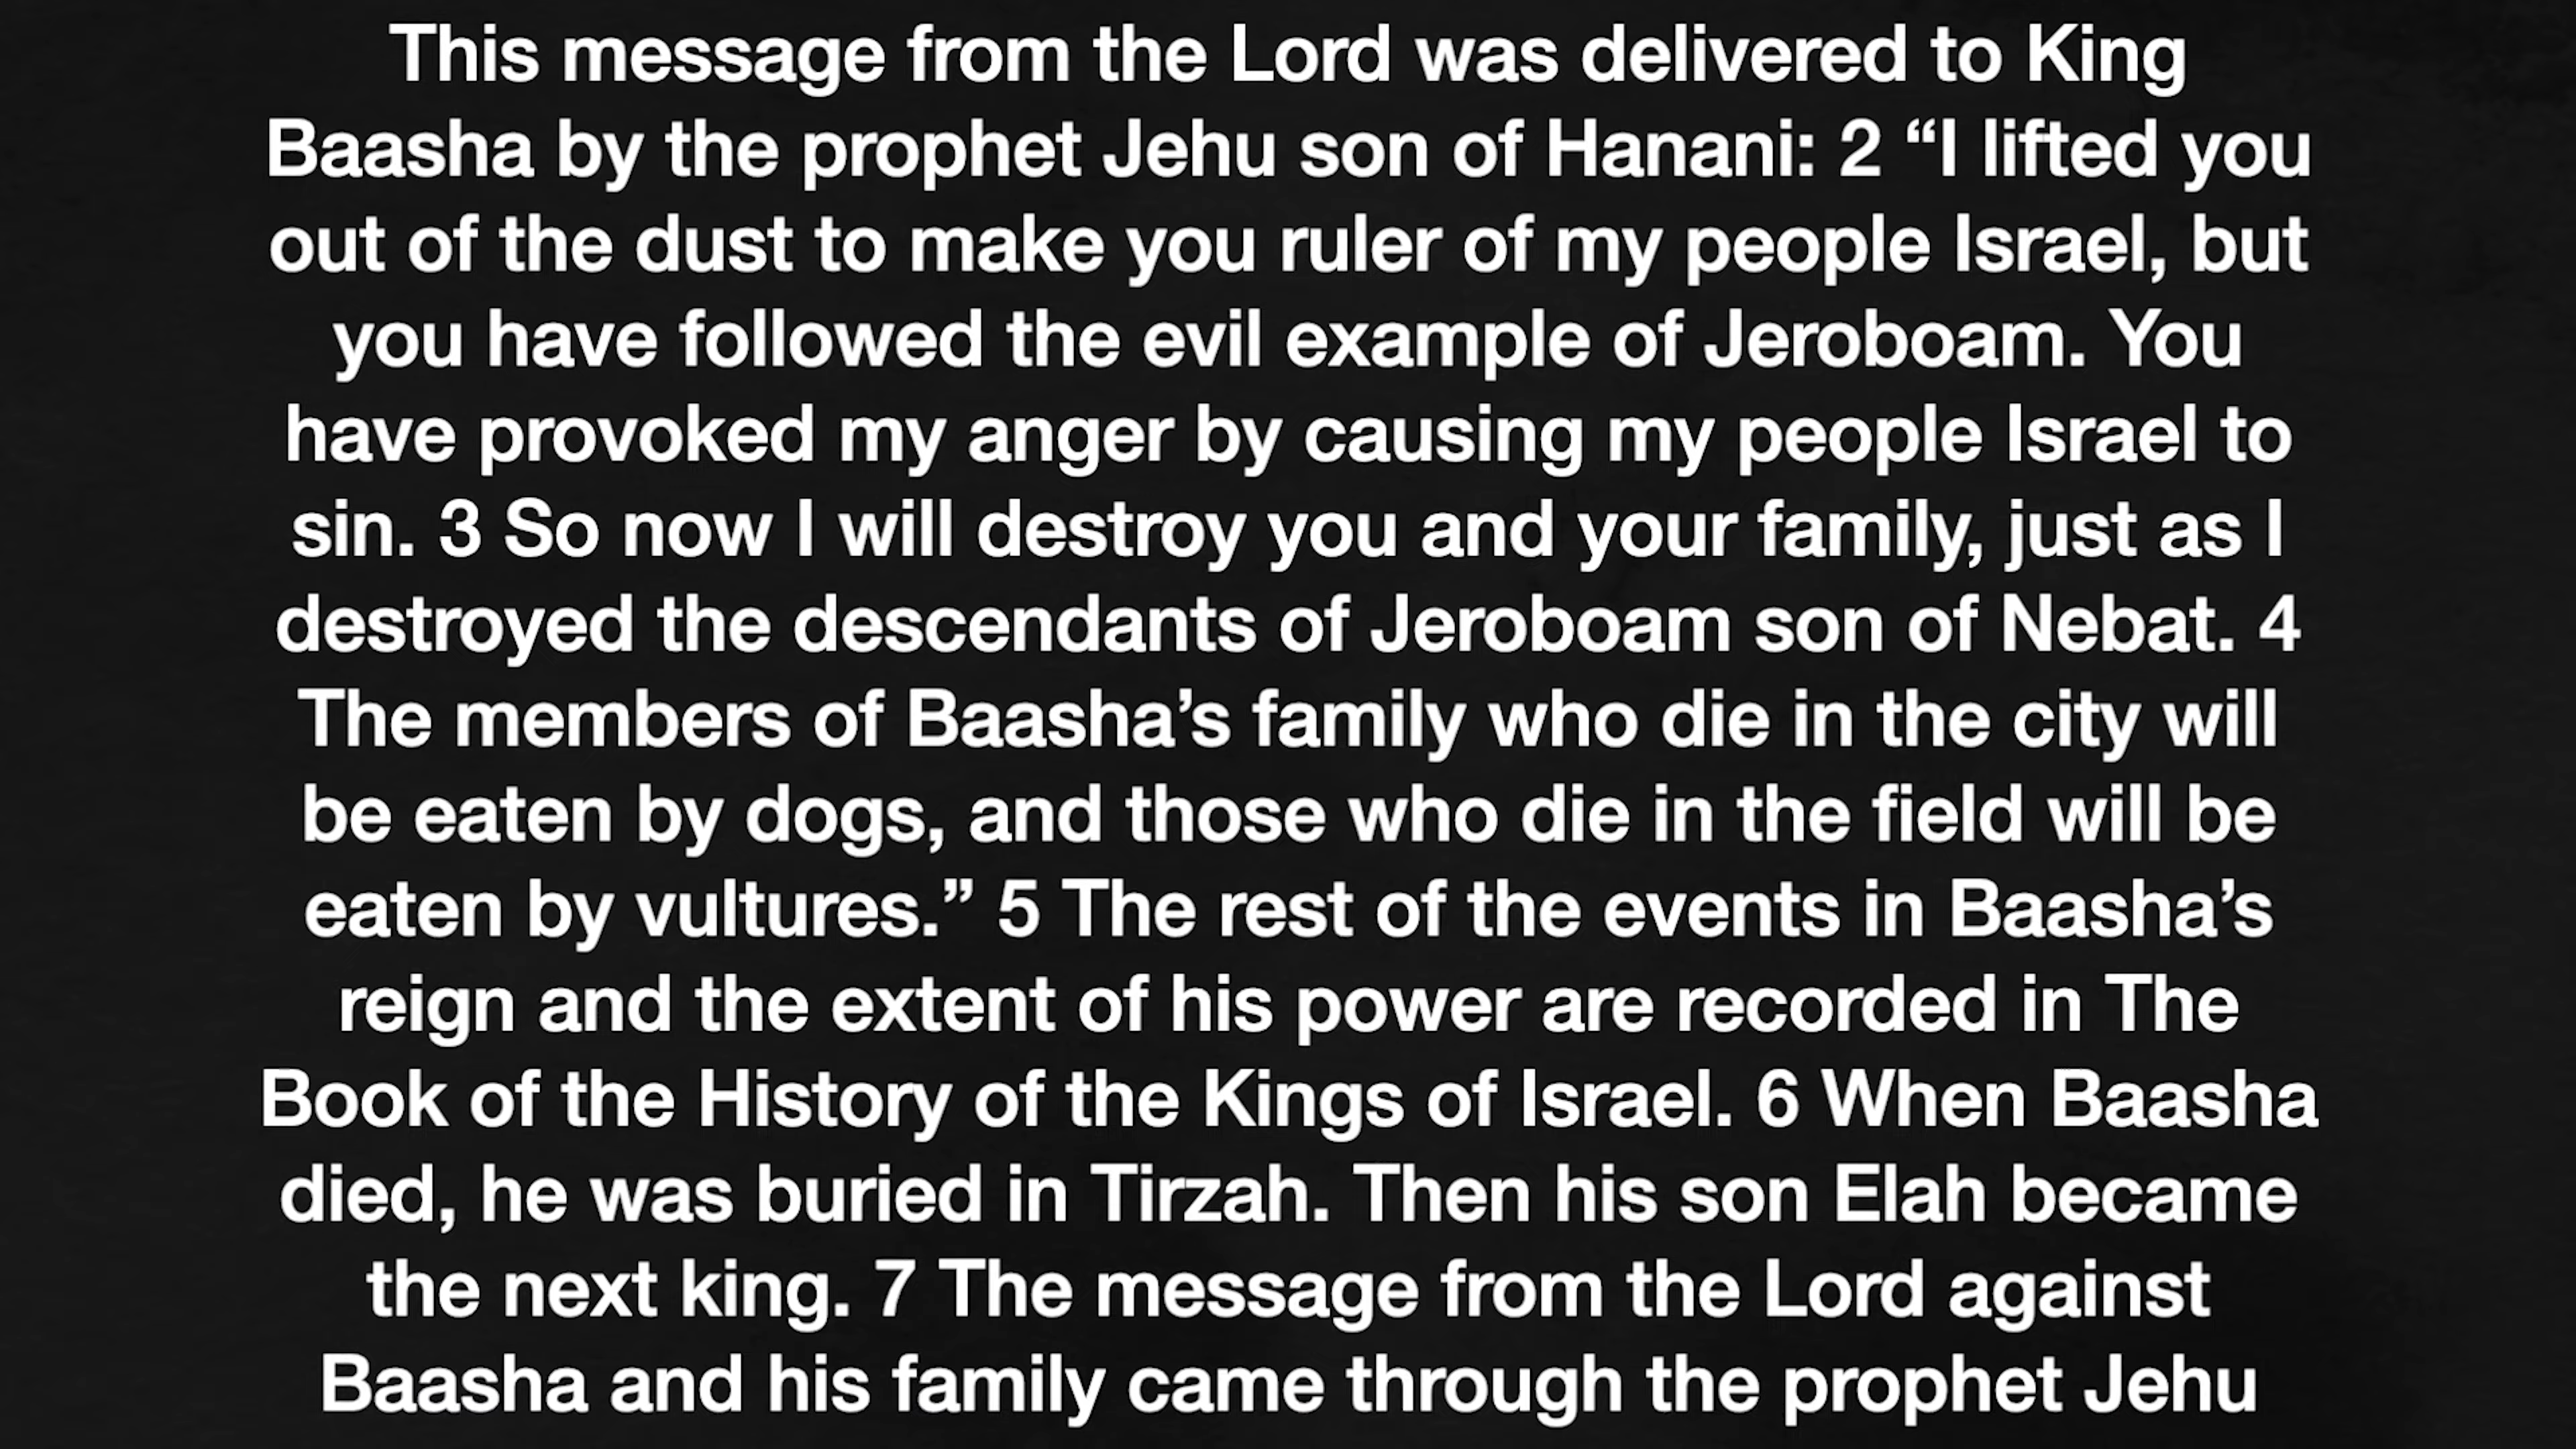 This message from the Lord was delivered to King
Baasha by the prophet Jehu son of Hanani: 2 “I lifted you
out of the dust to make you ruler of my people Israel, but
you have followed the evil example of Jeroboam. You
have provoked my anger by causing my people Israel to
sin. 3 So now I will destroy you and your family, just as I
destroyed the descendants of Jeroboam son of Nebat. 4
The members of Baasha’s family who die in the city will
be eaten by dogs, and those who die in the field will be
eaten by vultures.” 5 The rest of the events in Baasha’s
reign and the extent of his power are recorded in The
Book of the History of the Kings of Israel. 6 When Baasha
died, he was buried in Tirzah. Then his son Elah became
the next king. 7 The message from the Lord against
Baasha and his family came through the prophet Jehu